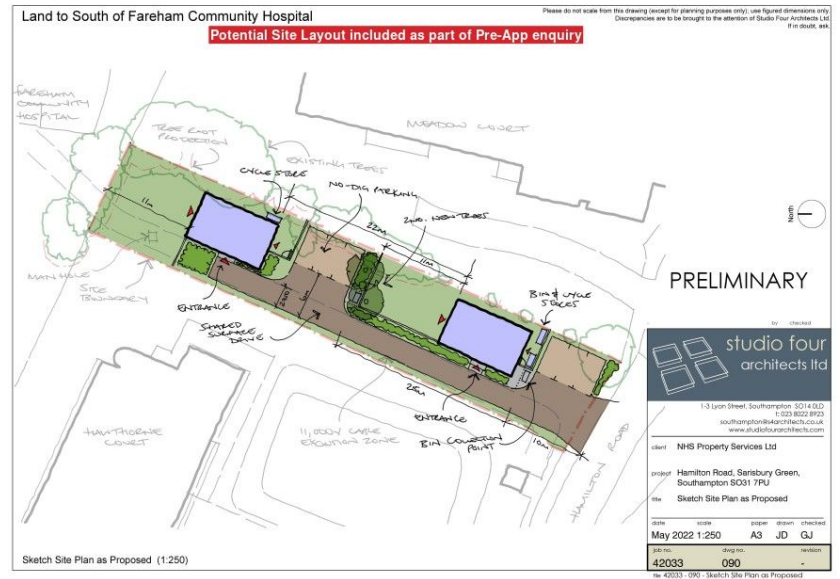 Land to South of Fareham Community Hospital
Please do not scale from this drawing (except for planning purposes only), use figured dimensions only.
Discrepancies are to be brought to the attention of Studio Four Architects Ltd.
If in doubt, ask.
Potential Site Layout included as part of Pre-App enquiry
FAREHAM
COMMUNITY
HOSPITAL
TREE ROOT
PROTECTION
EXISTING TREES
MEADOW COURT
CYCLE STORE
NO-DIG PARKING
2NO. NEW TREES
11m
22m
11m
North
MANHOLE
SITE
BOUNDARY
ENTRANCE
SHARED
SURFACE
DRIVE
6m
BIN & CYCLE
STORES
PRELIMINARY
25m
ENTRANCE
BIN COLLECTION
POINT
10m
HAWTHORNE
COURT
11,000V CABLE
EXCLUTION ZONE
HAMILTON ROAD
by checked
studio four
architects ltd
1-3 Lyon Street, Southampton SO14 0LD
t: 023 8022 8923
southampton@s4architects.co.uk
www.studiofourarchitects.com
client NHS Property Services Ltd
project Hamilton Road, Sarisbury Green,
Southampton SO31 7PU
title Sketch Site Plan as Proposed
date scale paper drawn checked
May 2022 1:250 A3 JD GJ
job no. dwg no. revision
42033 090 -
file 42033 - 090 - Sketch Site Plan as Proposed
Sketch Site Plan as Proposed (1:250)